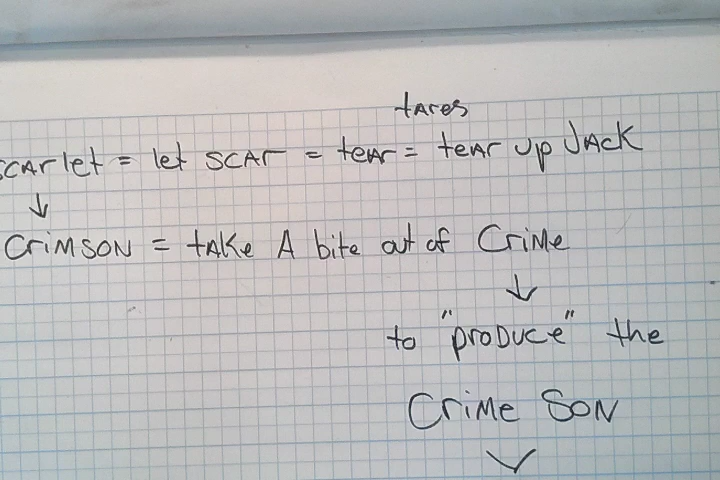 tares
scarlet = let scar = tear = tear up Jack
↓
Crimson = take A bite out of Crime
↓
to "produce" the
Crime Son